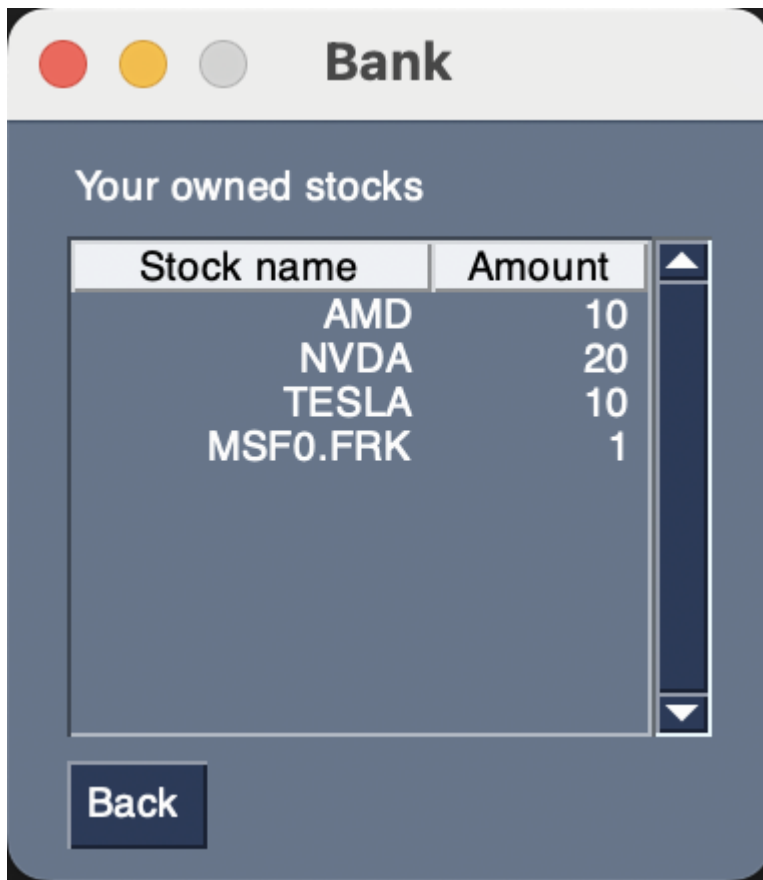 Bank
Your owned stocks
Stock name Amount
AMD 10
NVDA 20
TESLA 10
MSF0.FRK 1
Back